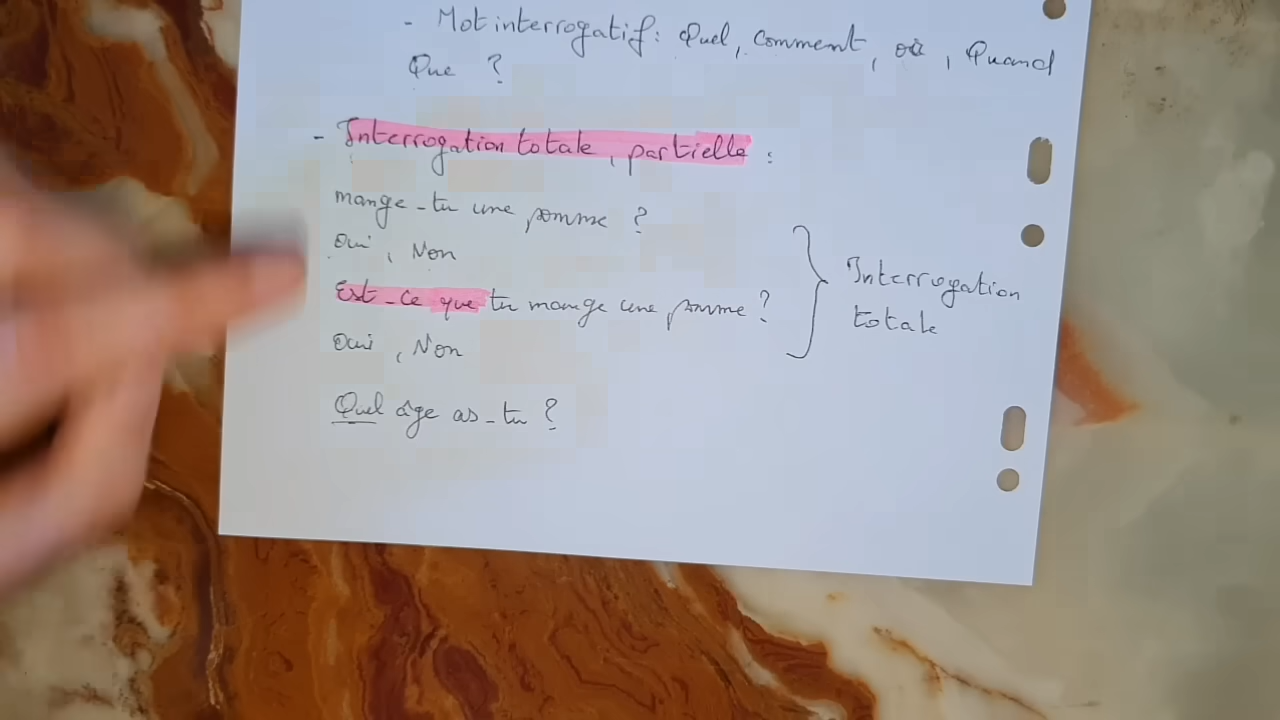 - Mot interrogatif : Quel, Comment, où, Quand
Que ?
- Interrogation totale, partielle :
mange-tu une pomme ?
Oui, Non
Est-ce que tu mange une pomme ?
Oui, Non
Interrogation
totale
Quel âge as-tu ?